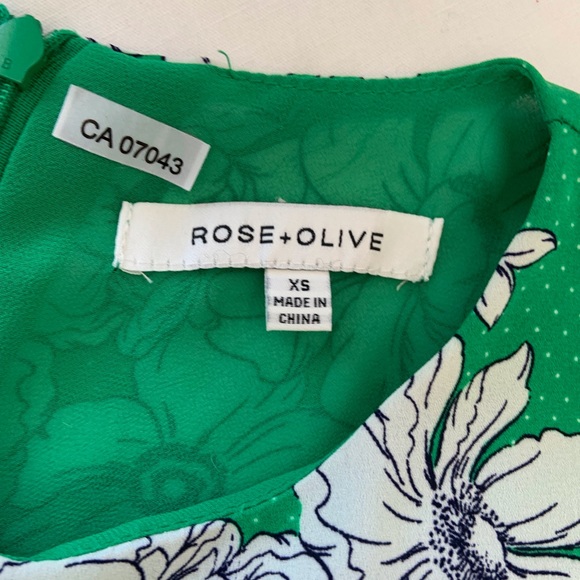 CA 07043
ROSE+OLIVE
XS
MADE IN
CHINA